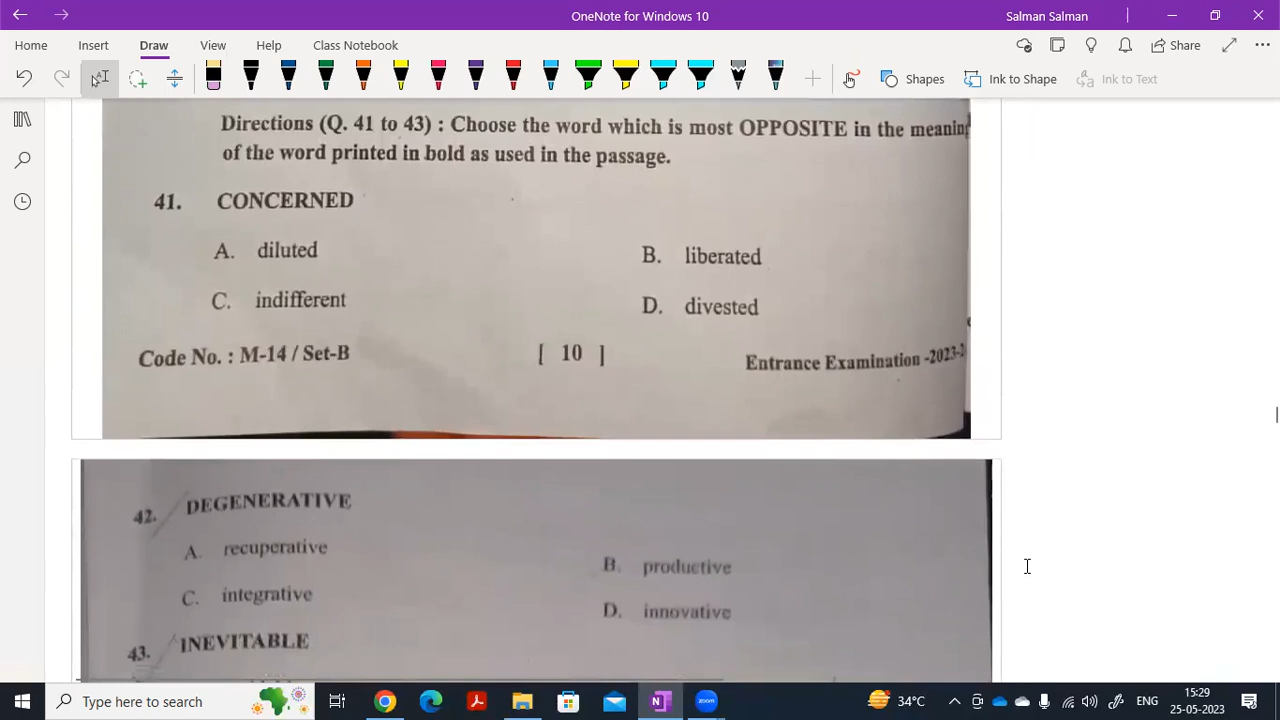 OneNote for Windows 10
Salman Salman
Home Insert Draw View Help Class Notebook
Share
Shapes Ink to Shape Ink to Text
Directions (Q. 41 to 43) : Choose the word which is most OPPOSITE in the meaning
of the word printed in bold as used in the passage.
41. CONCERNED
A. diluted B. liberated
C. indifferent D. divested
Code No. : M-14 / Set-B [ 10 ] Entrance Examination -2023-2
42. DEGENERATIVE
A. recuperative B. productive
C. integrative D. innovative
43. INEVITABLE
Type here to search
zoom
34°C
ENG
15:29
25-05-2023